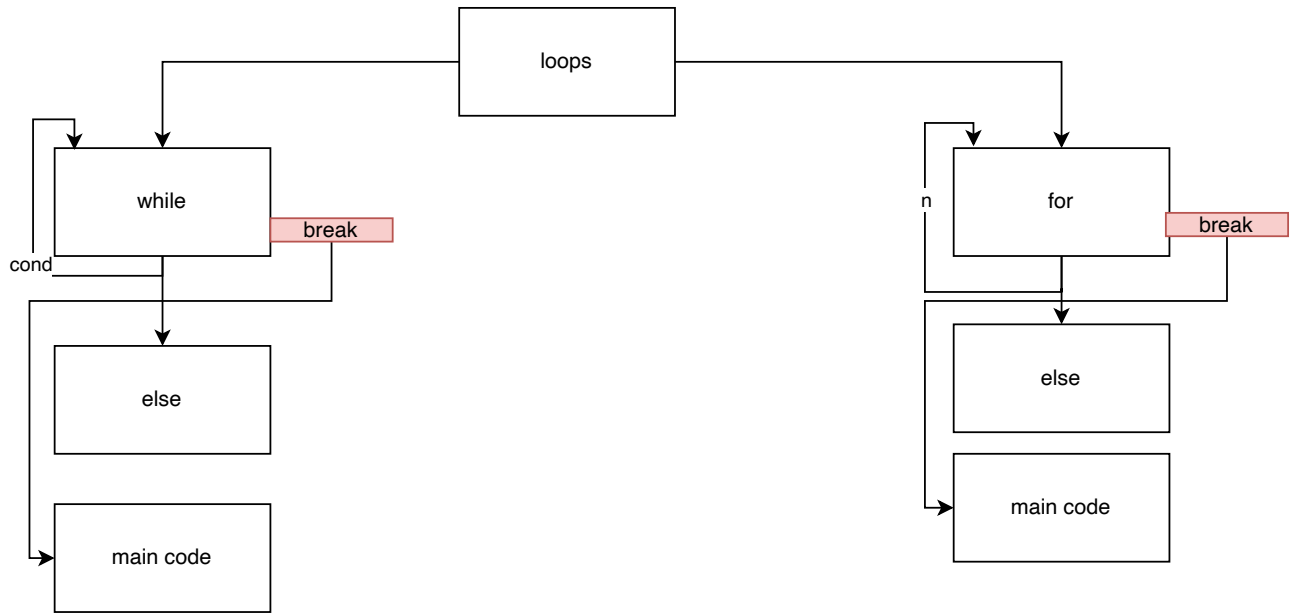 loops
while
break
cond
else
main code
for
n
break
else
main code